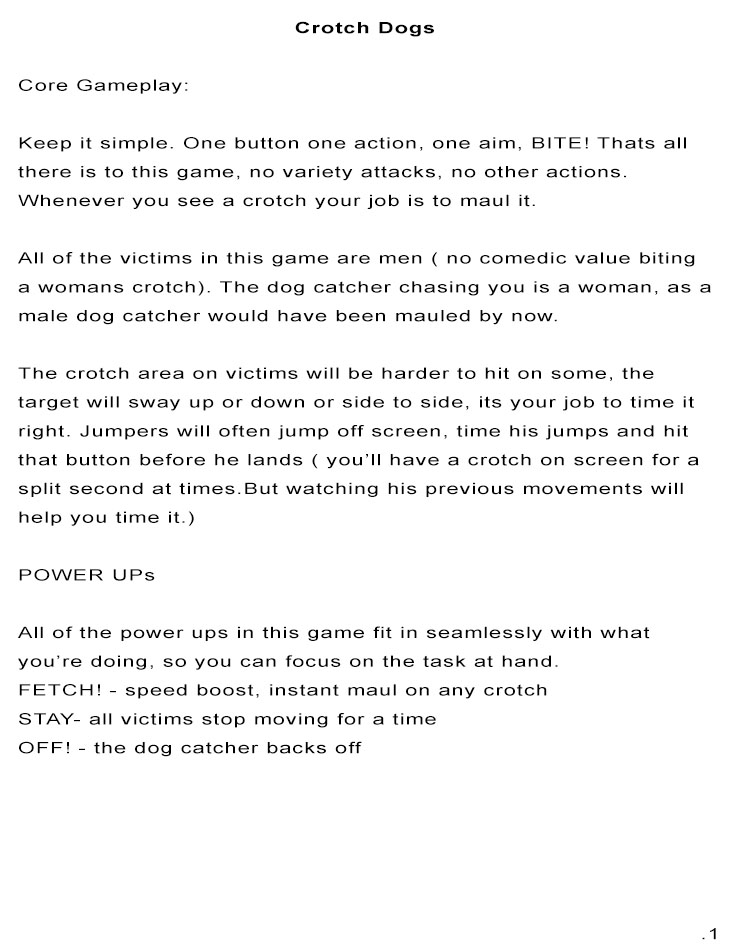 Crotch Dogs
Core Gameplay:
Keep it simple. One button one action, one aim, BITE! Thats all
there is to this game, no variety attacks, no other actions.
Whenever you see a crotch your job is to maul it.
All of the victims in this game are men ( no comedic value biting
a womans crotch). The dog catcher chasing you is a woman, as a
male dog catcher would have been mauled by now.
The crotch area on victims will be harder to hit on some, the
target will sway up or down or side to side, its your job to time it
right. Jumpers will often jump off screen, time his jumps and hit
that button before he lands ( you’ll have a crotch on screen for a
split second at times.But watching his previous movements will
help you time it.)
POWER UPs
All of the power ups in this game fit in seamlessly with what
you’re doing, so you can focus on the task at hand.
FETCH! - speed boost, instant maul on any crotch
STAY- all victims stop moving for a time
OFF! - the dog catcher backs off
.1